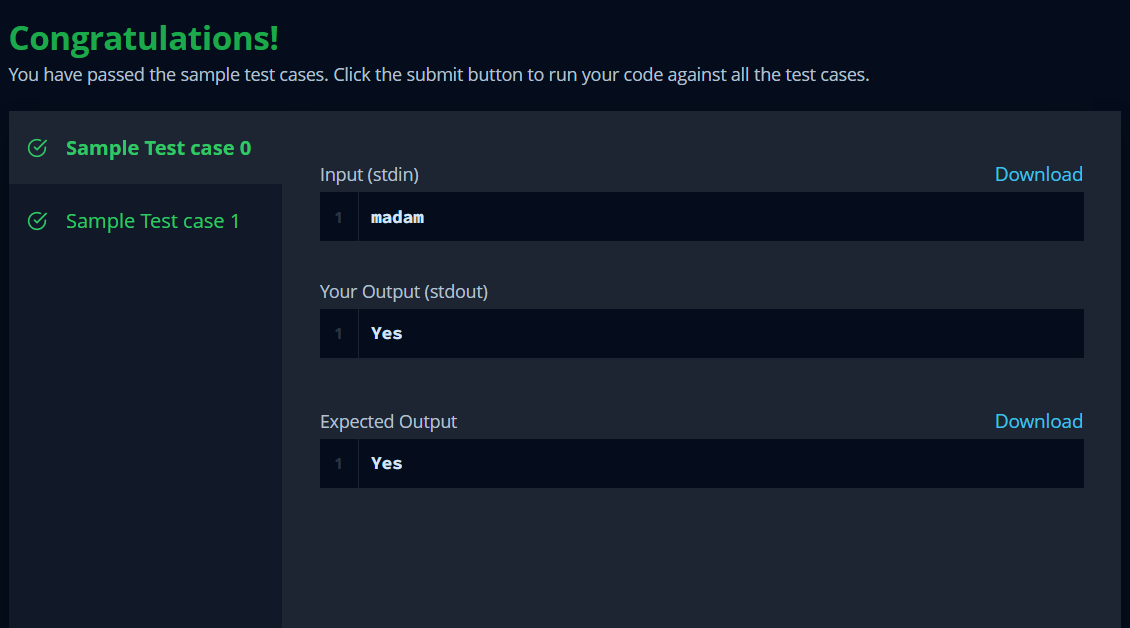 Congratulations!
You have passed the sample test cases. Click the submit button to run your code against all the test cases.
Sample Test case 0
Sample Test case 1
Input (stdin)
Download
1 madam
Your Output (stdout)
1 Yes
Expected Output
Download
1 Yes